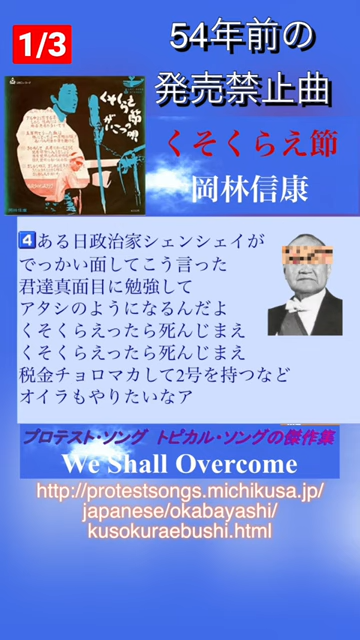 1/3
54年前の
発売禁止曲
くそくらえ節
岡林信康
4ある日政治家シェンシェイが
でっかい面してこう言った
君達真面目に勉強して
アタシのようになるんだよ
くそくらえったら死んじまえ
くそくらえったら死んじまえ
税金チョロマカして2号を持つなど
オイラもやりたいなア
プロテスト・ソング トピカル・ソングの傑作集
We Shall Overcome
http://protestsongs.michikusa.jp/
japanese/okabayashi/
kusokuraebushi.html